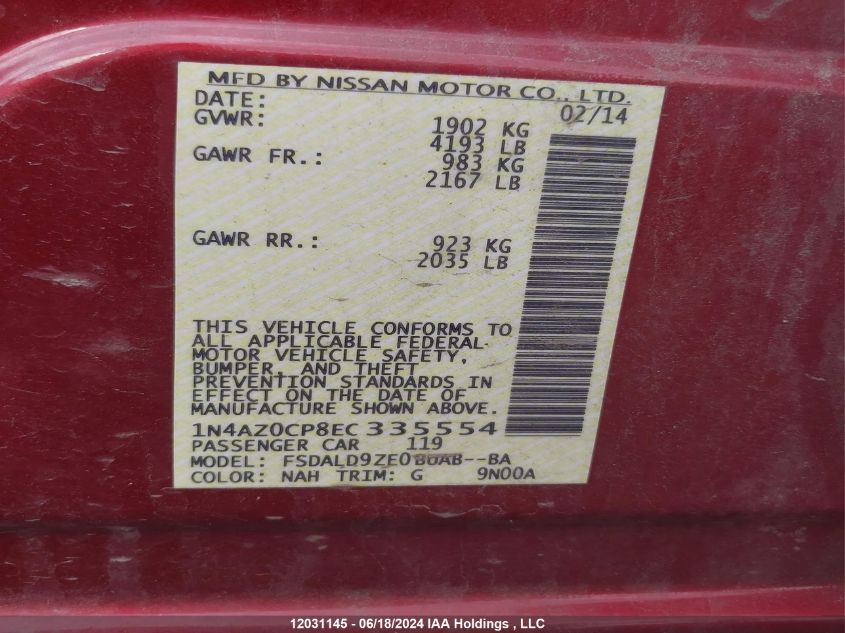 MFD BY NISSAN MOTOR CO., LTD.
DATE: 02/14
GVWR: 1902 KG
4193 LB
GAWR FR.: 983 KG
2167 LB
GAWR RR.: 923 KG
2035 LB
THIS VEHICLE CONFORMS TO
ALL APPLICABLE FEDERAL
MOTOR VEHICLE SAFETY,
BUMPER, AND THEFT
PREVENTION STANDARDS IN
EFFECT ON THE DATE OF
MANUFACTURE SHOWN ABOVE.
1N4AZ0CP8EC335554
PASSENGER CAR 119
MODEL:
COLOR: NAH TRIM: G 9N00A
12031145 - 06/18/2024 IAA Holdings , LLC